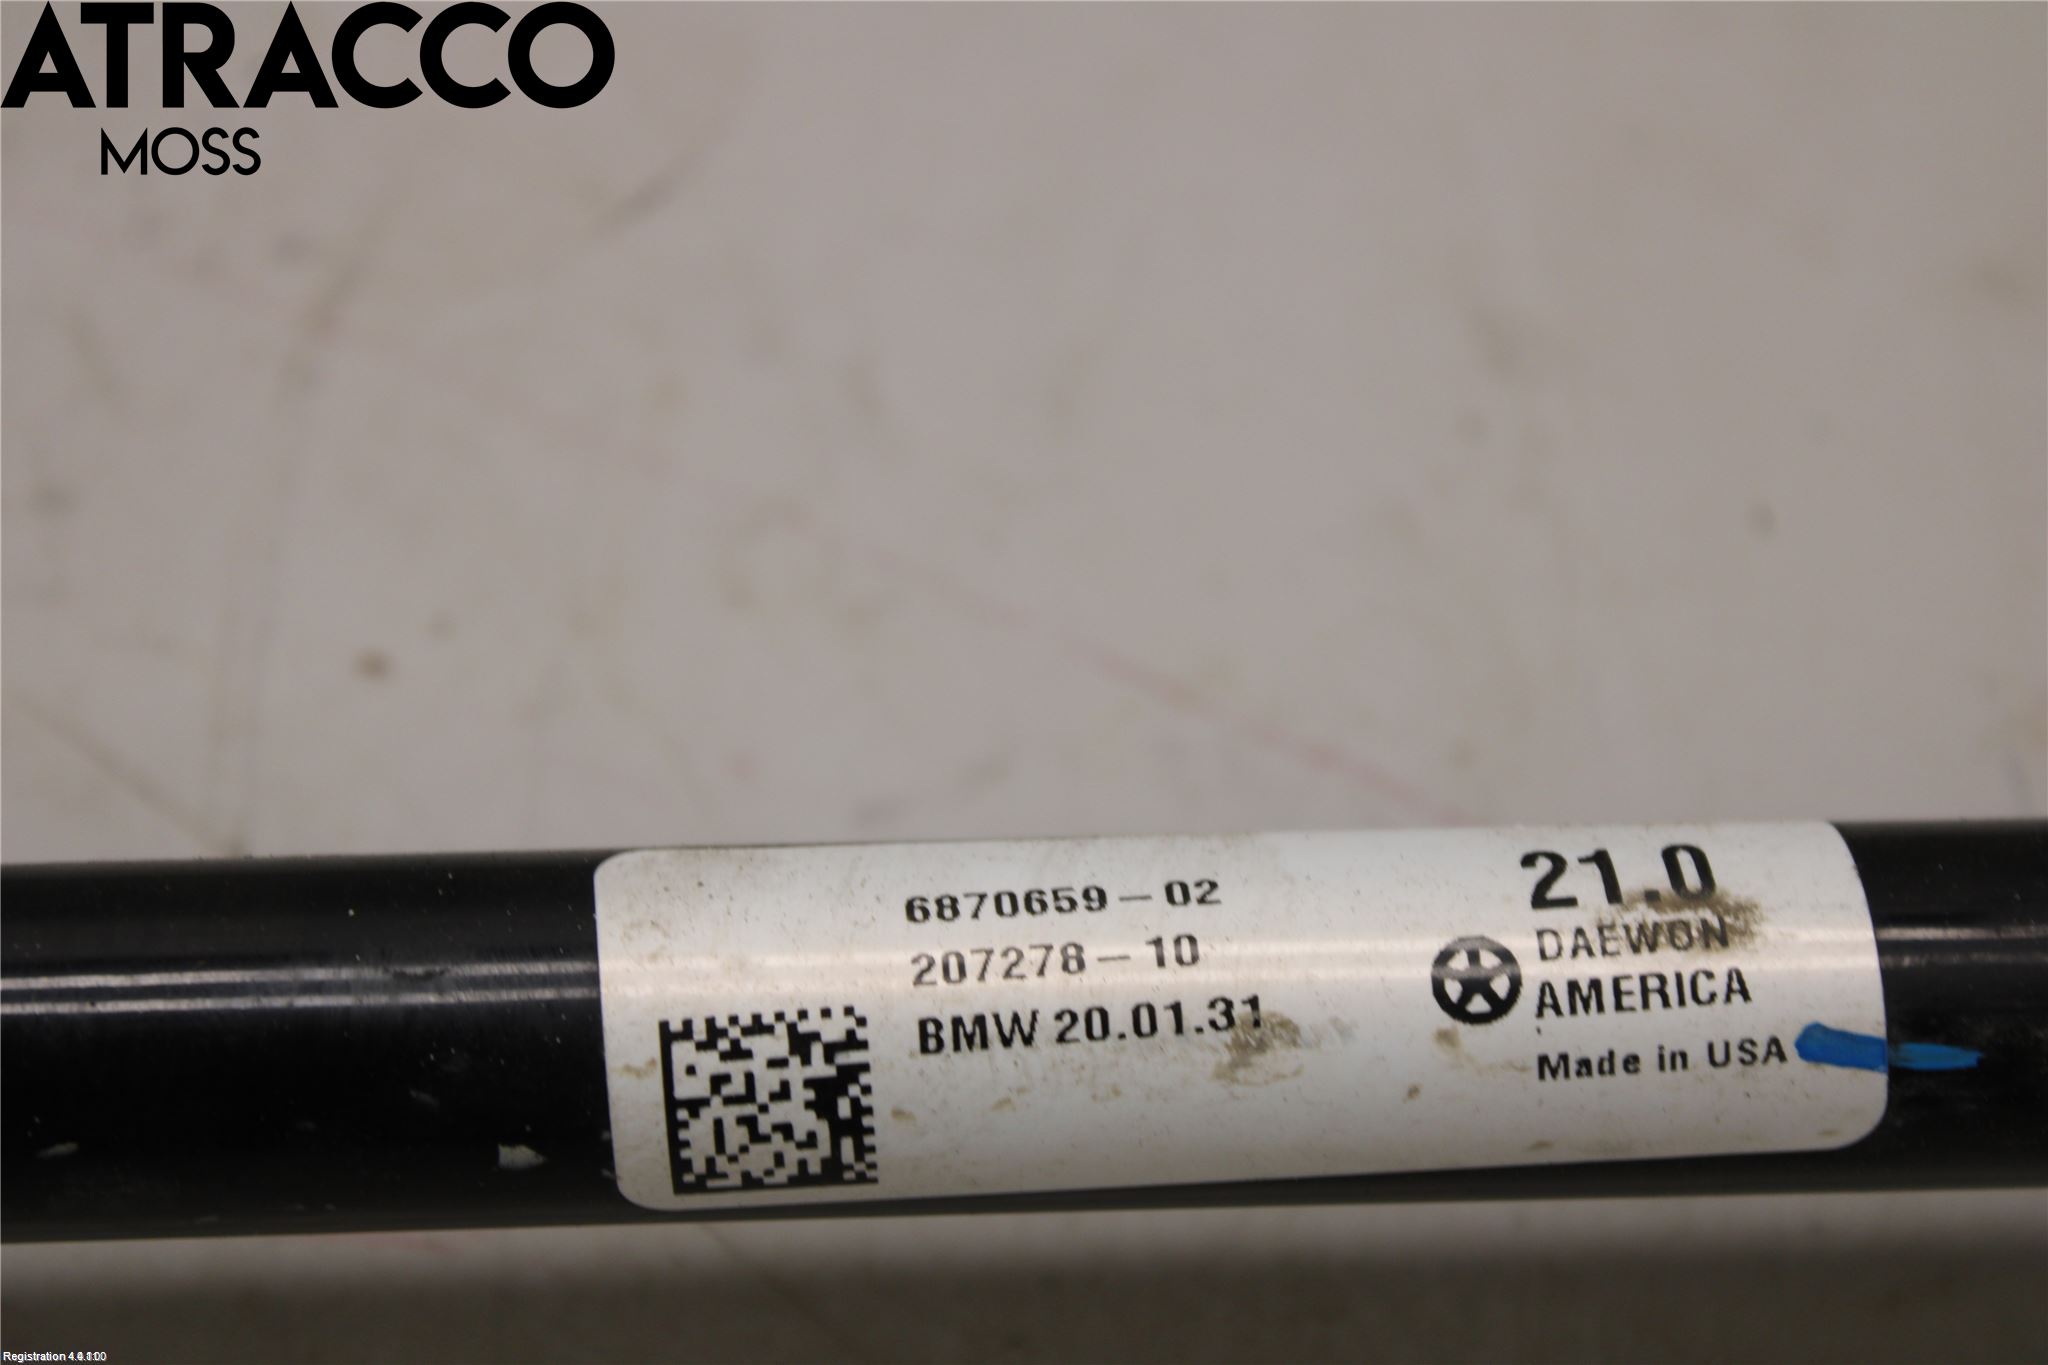 ATRACCO
MOSS
6870659-02
207278-10
BMW 20.01.31
21.0
DAEWON
AMERICA
Made in USA